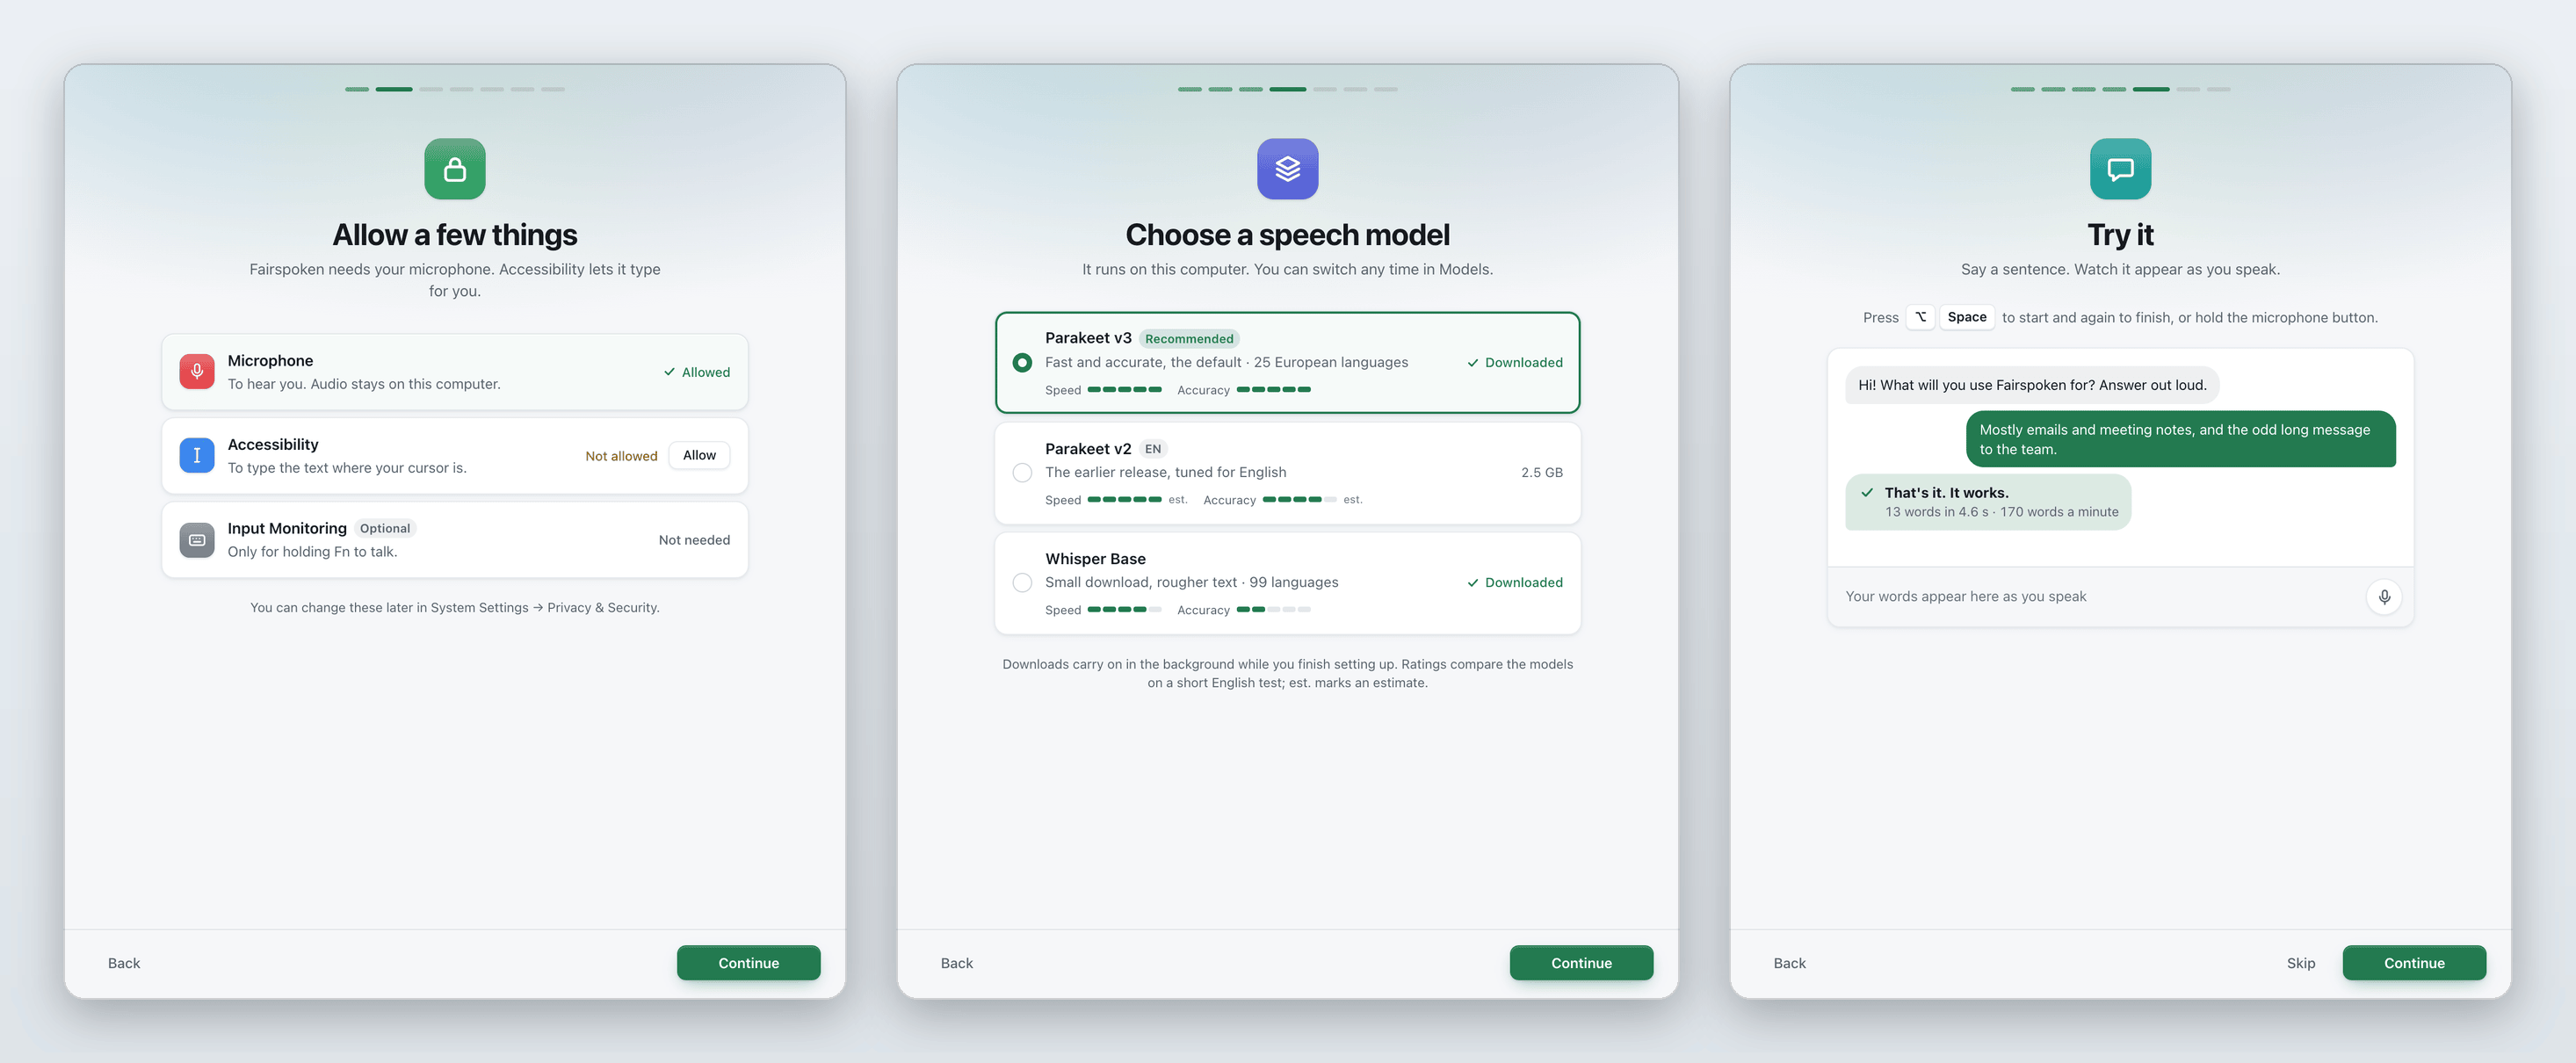 Allow a few things
Fairspoken needs your microphone. Accessibility lets it type
for you.
Microphone
To hear you. Audio stays on this computer.
✓ Allowed
Accessibility
To type the text where your cursor is.
Not allowed
Allow
Input Monitoring Optional
Only for holding Fn to talk.
Not needed
You can change these later in System Settings → Privacy & Security.
Back
Continue
Choose a speech model
It runs on this computer. You can switch any time in Models.
Parakeet v3 Recommended
Fast and accurate, the default · 25 European languages
✓ Downloaded
Speed Accuracy
Parakeet v2 EN
The earlier release, tuned for English
2.5 GB
Speed est. Accuracy est.
Whisper Base
Small download, rougher text · 99 languages
✓ Downloaded
Speed Accuracy
Downloads carry on in the background while you finish setting up. Ratings compare the models
on a short English test; est. marks an estimate.
Back
Continue
Try it
Say a sentence. Watch it appear as you speak.
Press ⌥ Space to start and again to finish, or hold the microphone button.
Hi! What will you use Fairspoken for? Answer out loud.
Mostly emails and meeting notes, and the odd long message
to the team.
✓ That's it. It works.
13 words in 4.6 s · 170 words a minute
Your words appear here as you speak
Back
Skip
Continue